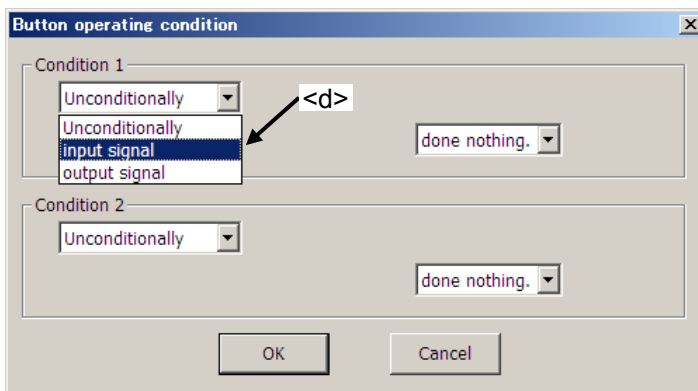 Button operating condition
Condition 1
Unconditionally
<d>
Unconditionally
input signal
done nothing.
output signal
Condition 2
Unconditionally
done nothing.
OK
Cancel